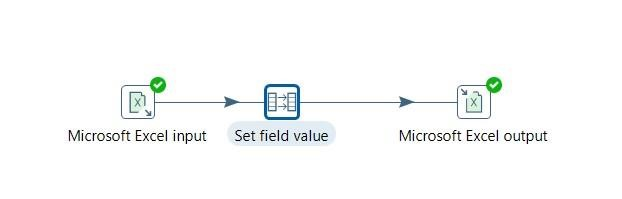 Microsoft Excel input
Set field value
Microsoft Excel output